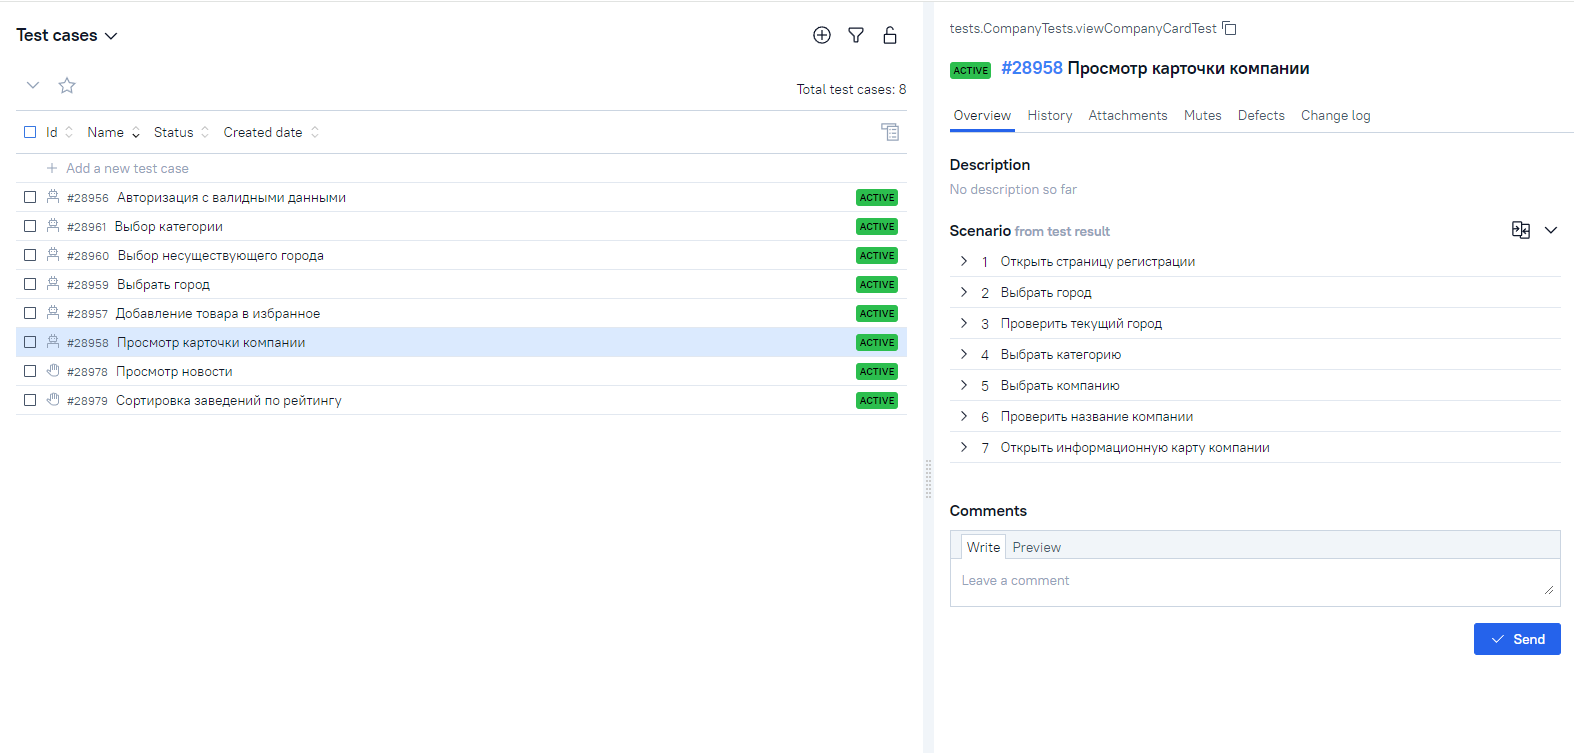 Test cases
Total test cases: 8
Id Name Status Created date
Add a new test case
#28956 Авторизация с валидными данными ACTIVE
#28961 Выбор категории ACTIVE
#28960 Выбор несуществующего города ACTIVE
#28959 Выбрать город ACTIVE
#28957 Добавление товара в избранное ACTIVE
#28958 Просмотр карточки компании ACTIVE
#28978 Просмотр новости ACTIVE
#28979 Сортировка заведений по рейтингу ACTIVE
tests.CompanyTests.viewCompanyCardTest
ACTIVE #28958 Просмотр карточки компании
Overview History Attachments Mutes Defects Change log
Description
No description so far
Scenario from test result
1 Открыть страницу регистрации
2 Выбрать город
3 Проверить текущий город
4 Выбрать категорию
5 Выбрать компанию
6 Проверить название компании
7 Открыть информационную карту компании
Comments
Write Preview
Leave a comment
Send